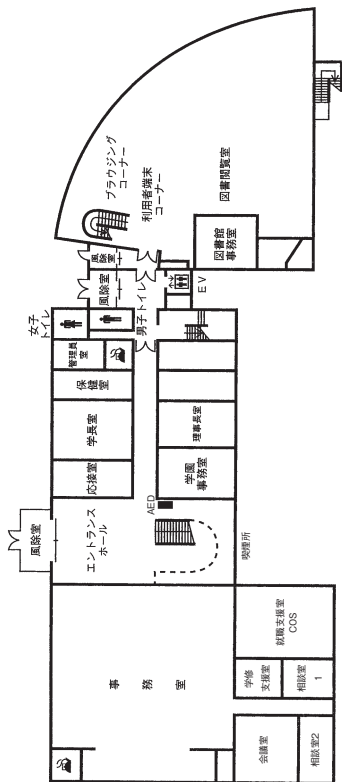 ブラウジング
コーナー
利用者端末
コーナー
図書閲覧室
図書館
事務室
風除室
風除室
EV
女子
トイレ
男子トイレ
管理員
室
保健室
学長室
応接室
理事長室
学園
事務室
AED
風除室
エントランス
ホール
喫煙所
事務室
就職支援室
COS
学修
支援室
相談室
1
会議室
相談室2